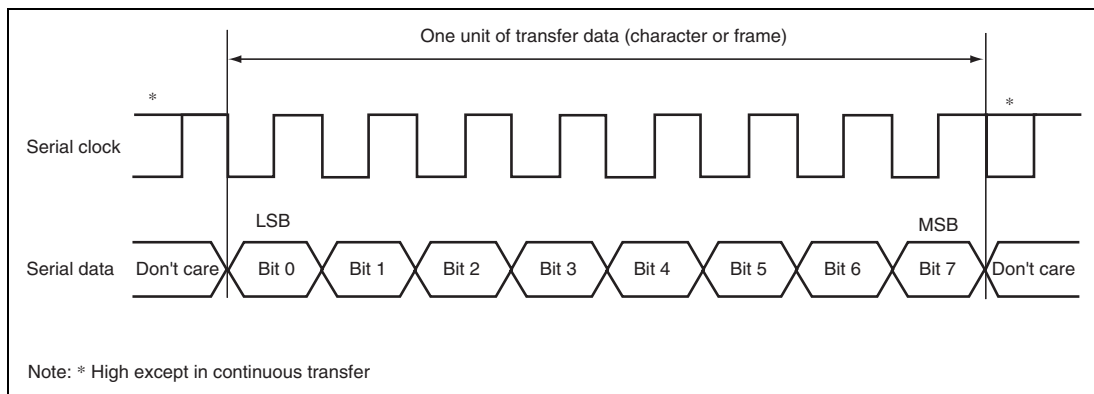 One unit of transfer data (character or frame)
* *
Serial clock
LSB MSB
Serial data Don't care Bit 0 Bit 1 Bit 2 Bit 3 Bit 4 Bit 5 Bit 6 Bit 7 Don't care
Note: * High except in continuous transfer